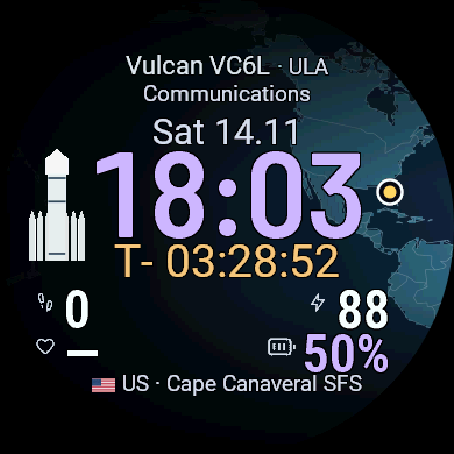 Vulcan VC6L · ULA
Communications
Sat 14.11
18:03
T- 03:28:52
0 88
— 50%
US · Cape Canaveral SFS